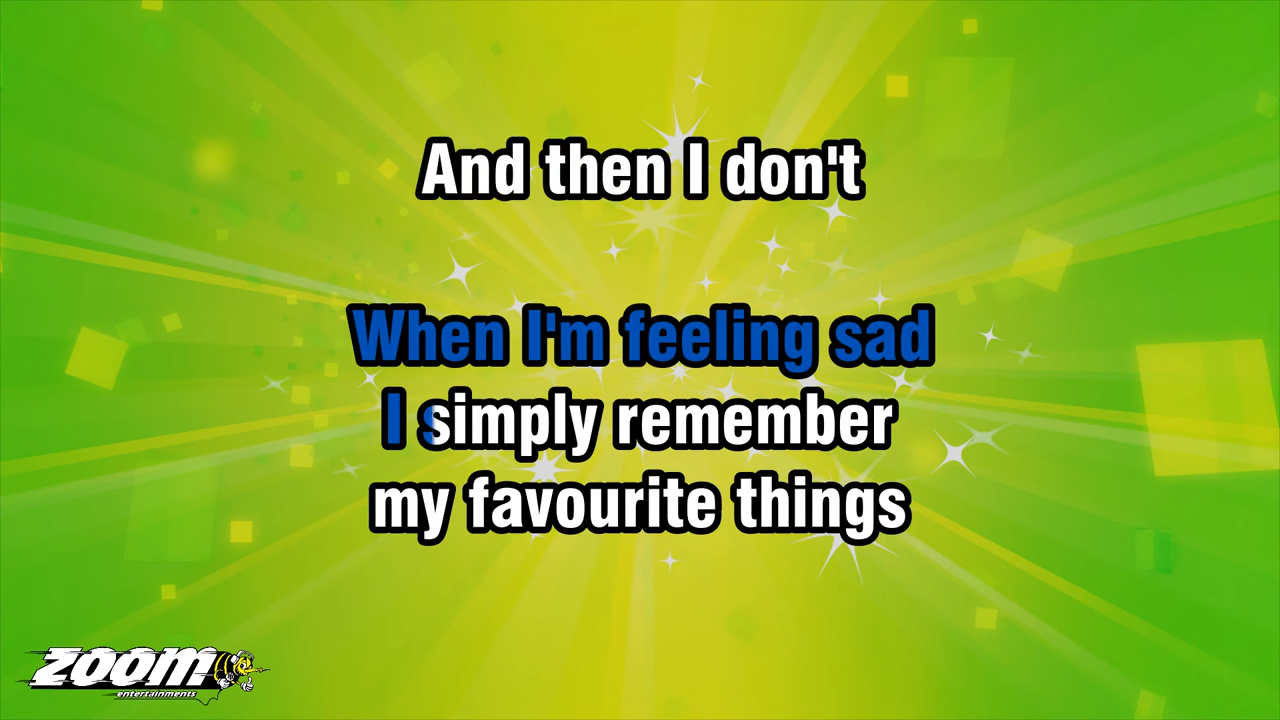 And then I don't
When I'm feeling sad
I simply remember
my favourite things
ZOOM
entertainments